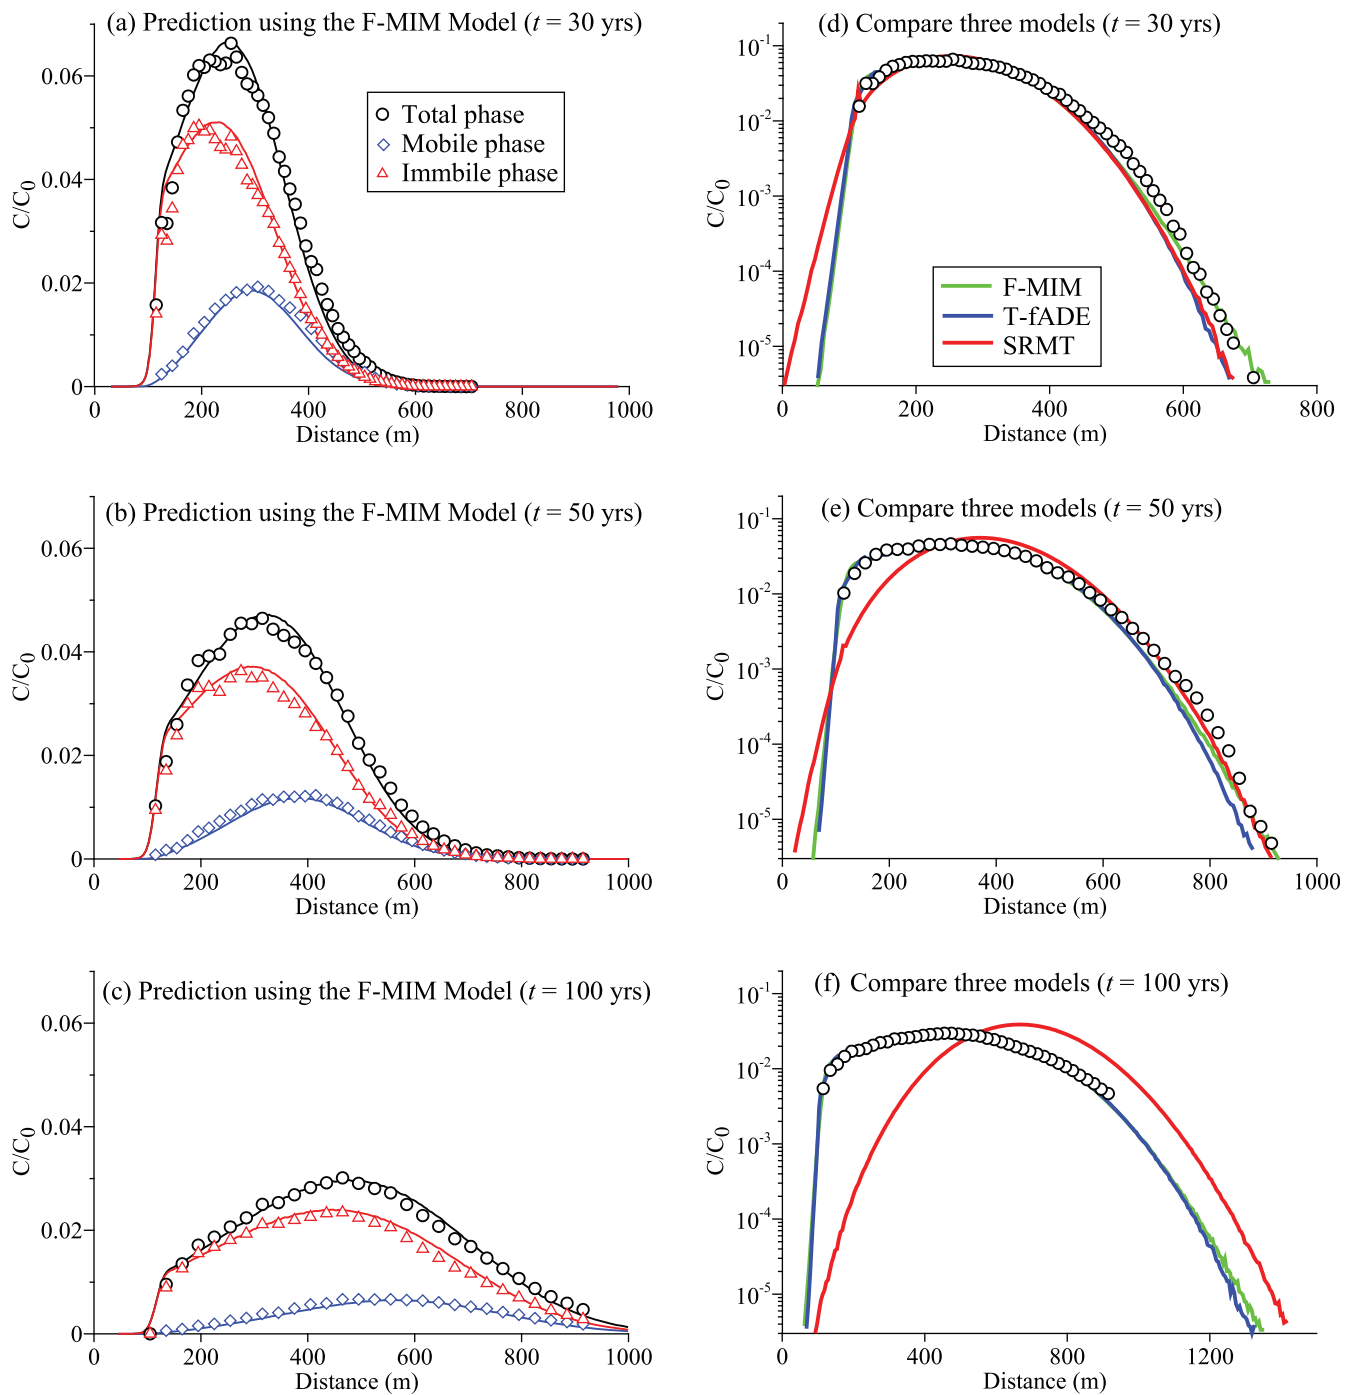 (a) Prediction using the F-MIM Model (t = 30 yrs)
0.06
0.04
0.02
0
C/C0
Total phase
Mobile phase
Immbile phase
0 200 400 600 800 1000
Distance (m)
(d) Compare three models (t = 30 yrs)
10-1
10-2
10-3
10-4
10-5
C/C0
F-MIM
T-fADE
SRMT
0 200 400 600 800
Distance (m)
(b) Prediction using the F-MIM Model (t = 50 yrs)
0.06
0.04
0.02
0
C/C0
0 200 400 600 800 1000
Distance (m)
(e) Compare three models (t = 50 yrs)
10-1
10-2
10-3
10-4
10-5
C/C0
0 200 400 600 800 1000
Distance (m)
(c) Prediction using the F-MIM Model (t = 100 yrs)
0.06
0.04
0.02
0
C/C0
0 200 400 600 800 1000
Distance (m)
(f) Compare three models (t = 100 yrs)
10-1
10-2
10-3
10-4
10-5
C/C0
0 400 800 1200
Distance (m)